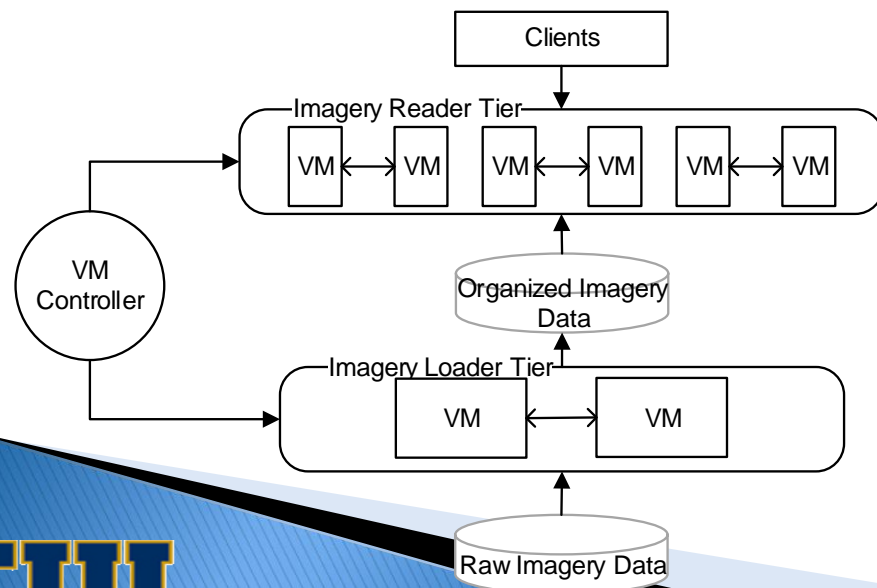 Clients
Imagery Reader Tier
VM VM VM VM VM VM
VM
Controller
Organized Imagery
Data
Imagery Loader Tier
VM VM
Raw Imagery Data